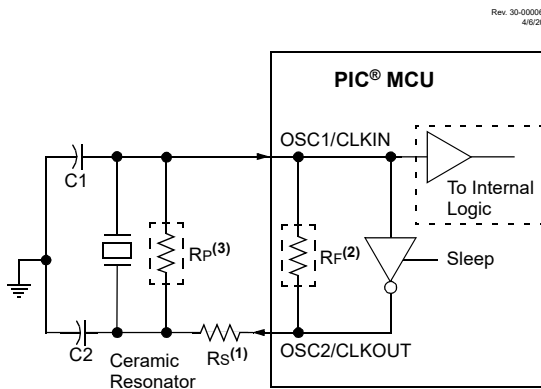 Rev. 30-00006
4/6/20
PIC® MCU
OSC1/CLKIN
C1
To Internal
Logic
RP(3)
RF(2)
Sleep
C2
Ceramic
Resonator
RS(1)
OSC2/CLKOUT